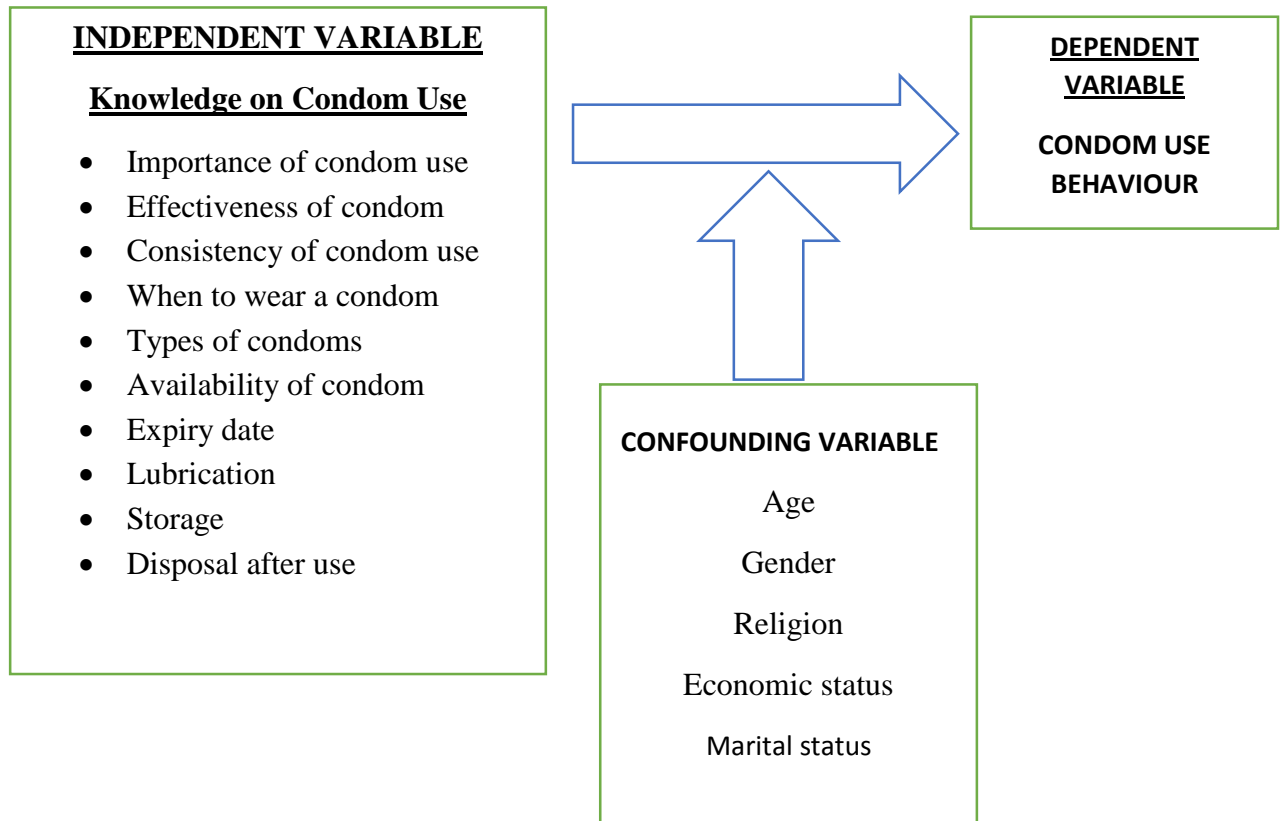 INDEPENDENT VARIABLE
Knowledge on Condom Use
• Importance of condom use
• Effectiveness of condom
• Consistency of condom use
• When to wear a condom
• Types of condoms
• Availability of condom
• Expiry date
• Lubrication
• Storage
• Disposal after use
DEPENDENT
VARIABLE
CONDOM USE
BEHAVIOUR
CONFOUNDING VARIABLE
Age
Gender
Religion
Economic status
Marital status